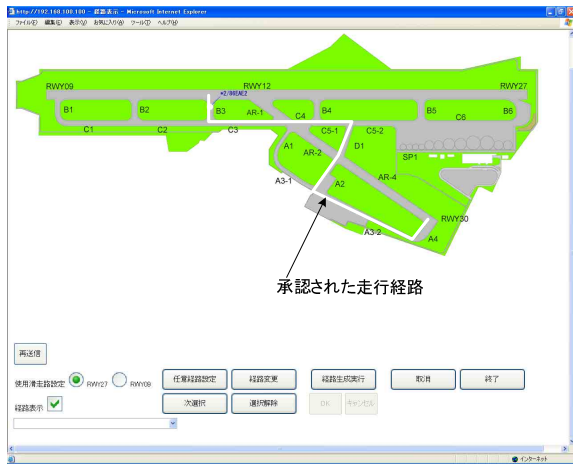 http://192.168.100.100 - 経路表示 - Microsoft Internet Explorer
ファイル(F) 編集(E) 表示(V) お気に入り(A) ツール(T) ヘルプ(H)
RWY09 RWY12 RWY27
B1 B2 B3 AR-1 C4 B4 B5 C6 B6
C1 C2 C3 C5-1 C5-2
A1 AR-2 D1 SP1
A3-1 A2 AR-4
RWY30
A3-2 A4
承認された走行経路
再送信
使用滑走路設定 RWY27 RWY09 任意経路設定 経路変更 経路生成実行 取消 終了
経路表示 次選択 選択解除 OK キャンセル
インターネット